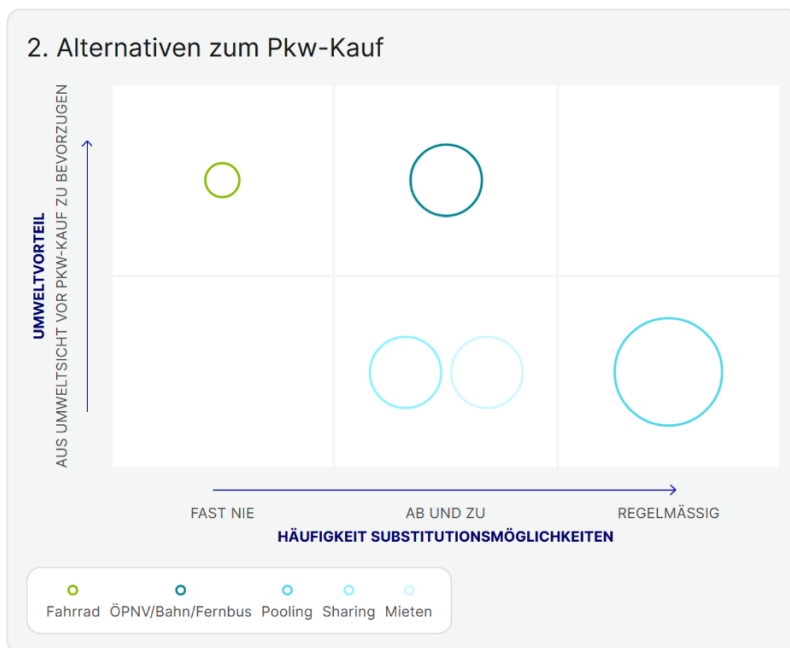 2. Alternativen zum Pkw-Kauf
UMWELTVORTEIL
AUS UMWELTSICHT VOR PKW-KAUF ZU BEVORZUGEN
FAST NIE
AB UND ZU
REGELMÄSSIG
HÄUFIGKEIT SUBSTITUTIONSMÖGLICHKEITEN
Fahrrad
ÖPNV/Bahn/Fernbus
Pooling
Sharing
Mieten